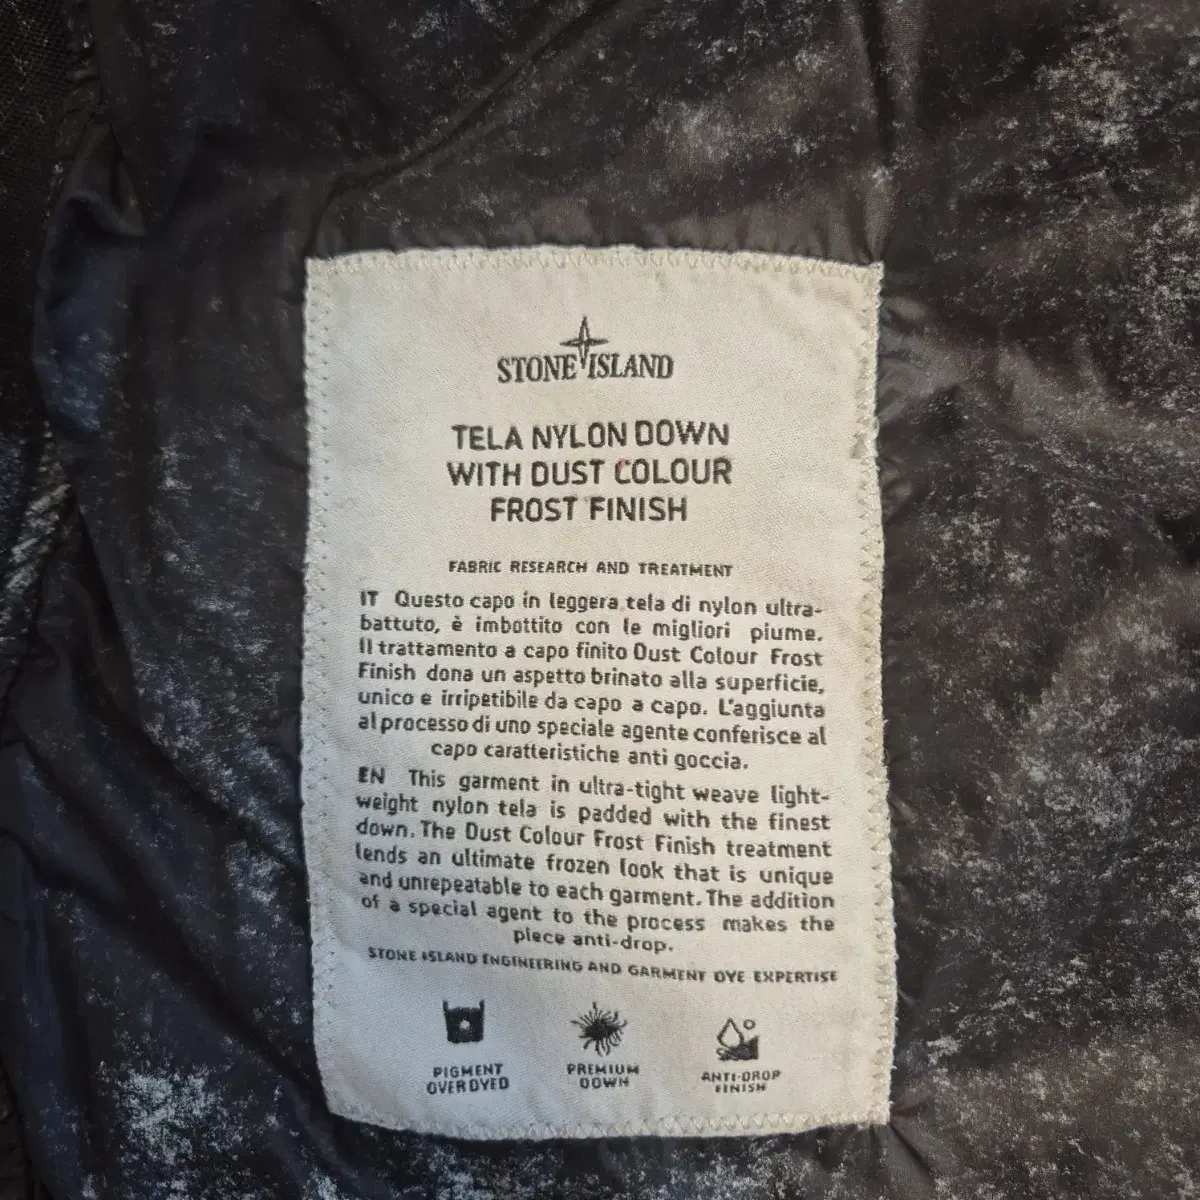 STONE ISLAND
TELA NYLON DOWN
WITH DUST COLOUR
FROST FINISH
FABRIC RESEARCH AND TREATMENT
IT Questo capo in leggera tela di nylon ultra-
battuto, è imbottito con le migliori piume.
Il trattamento a capo finito Dust Colour Frost
Finish dona un aspetto brinato alla superficie,
unico e irripetibile da capo a capo. L'aggiunta
al processo di uno speciale agente conferisce al
capo caratteristiche anti goccia.
EN This garment in ultra-tight weave light-
weight nylon tela is padded with the finest
down. The Dust Colour Frost Finish treatment
lends an ultimate frozen look that is unique
and unrepeatable to each garment. The addition
of a special agent to the process makes the
piece anti-drop.
STONE ISLAND ENGINEERING AND GARMENT DYE EXPERTISE
PIGMENT
OVERDYED
PREMIUM
DOWN
ANTI-DROP
FINISH